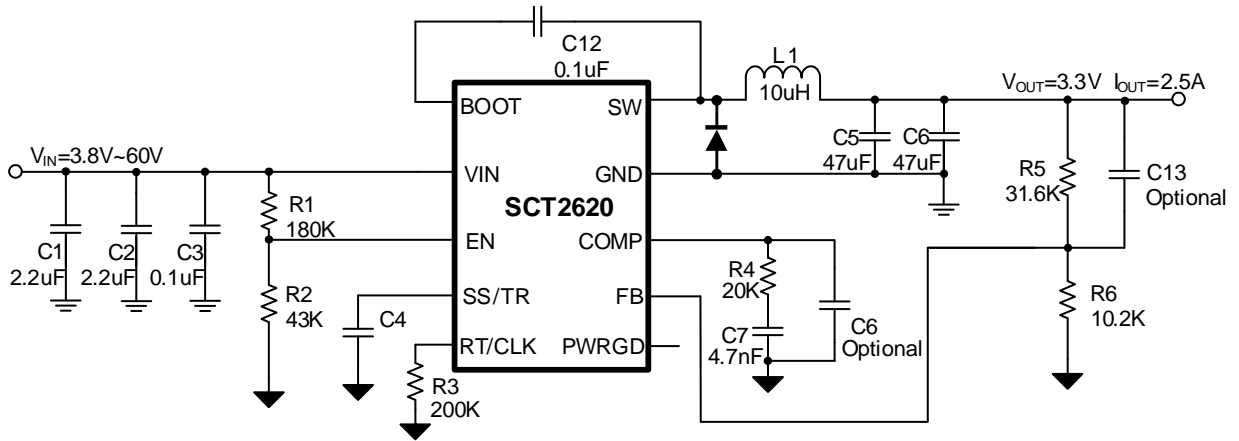 C12
0.1uF
L1
10uH
BOOT
SW
VOUT=3.3V
IOUT=2.5A
VIN=3.8V~60V
C5
47uF
C6
47uF
R5
31.6K
C13
Optional
VIN
GND
R1
180K
SCT2620
C1
2.2uF
C2
2.2uF
C3
0.1uF
EN
COMP
R4
20K
R2
43K
SS/TR
FB
R6
10.2K
C4
C7
4.7nF
C6
Optional
RT/CLK
PWRGD
R3
200K